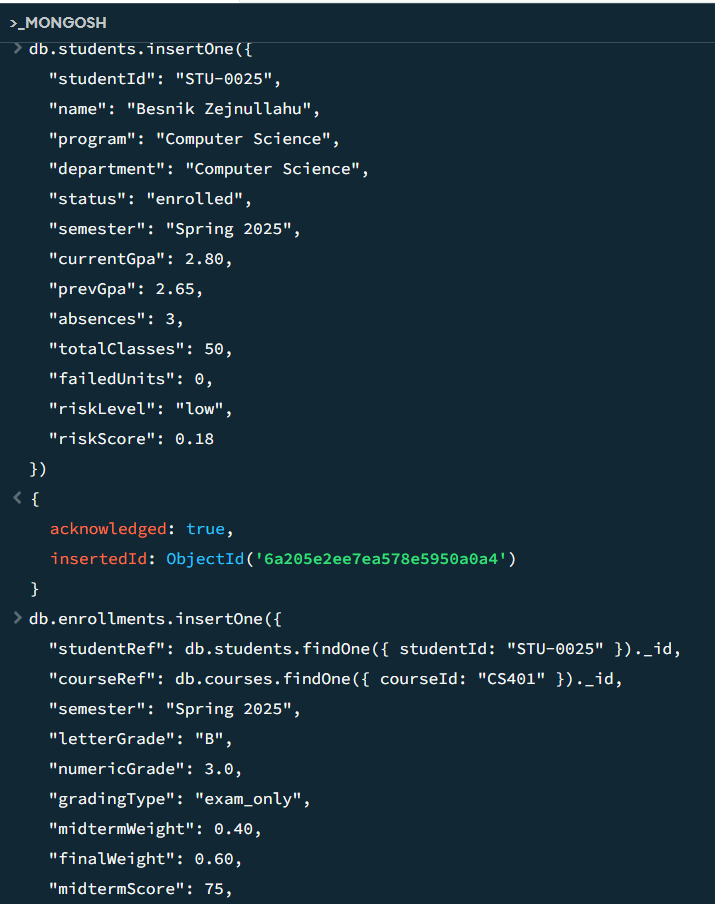 >_MONGOSH
> db.students.insertOne({
"studentId": "STU-0025",
"name": "Besnik Zejnullahu",
"program": "Computer Science",
"department": "Computer Science",
"status": "enrolled",
"semester": "Spring 2025",
"currentGpa": 2.80,
"prevGpa": 2.65,
"absences": 3,
"totalClasses": 50,
"failedUnits": 0,
"riskLevel": "low",
"riskScore": 0.18
})
< {
acknowledged: true,
insertedId: ObjectId('6a205e2ee7ea578e5950a0a4')
}
> db.enrollments.insertOne({
"studentRef": db.students.findOne({ studentId: "STU-0025" })._id,
"courseRef": db.courses.findOne({ courseId: "CS401" })._id,
"semester": "Spring 2025",
"letterGrade": "B",
"numericGrade": 3.0,
"gradingType": "exam_only",
"midtermWeight": 0.40,
"finalWeight": 0.60,
"midtermScore": 75,